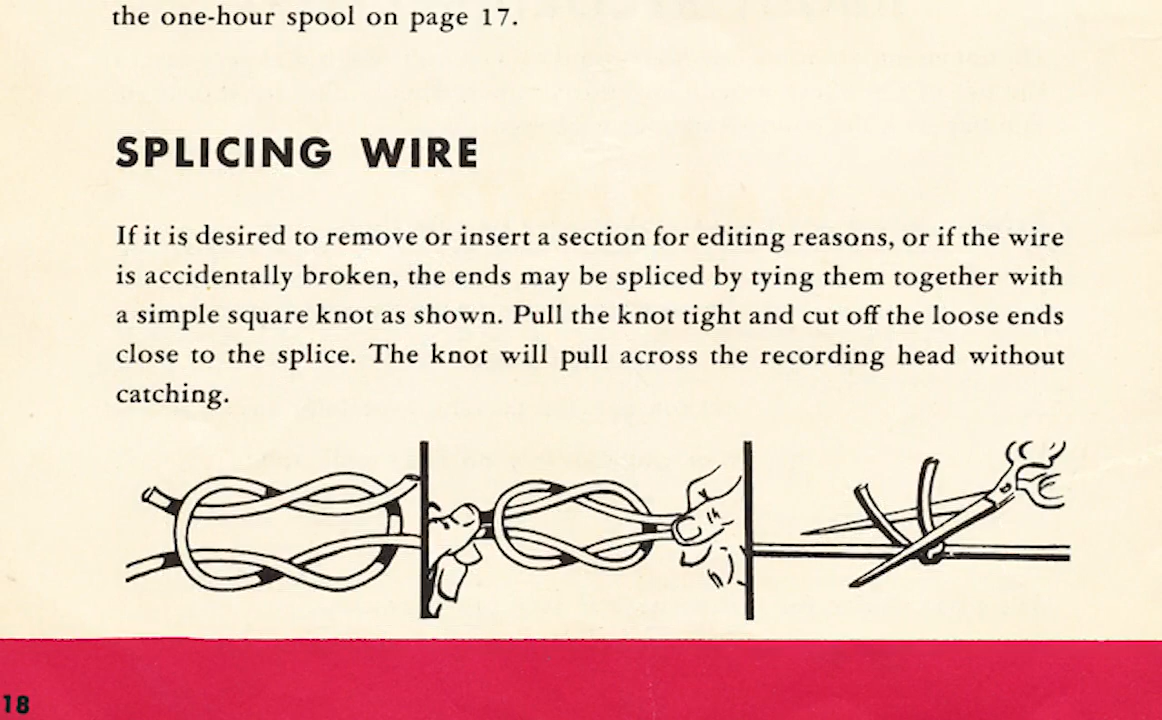 the one-hour spool on page 17.
SPLICING WIRE
If it is desired to remove or insert a section for editing reasons, or if the wire
is accidentally broken, the ends may be spliced by tying them together with
a simple square knot as shown. Pull the knot tight and cut off the loose ends
close to the splice. The knot will pull across the recording head without
catching.
18